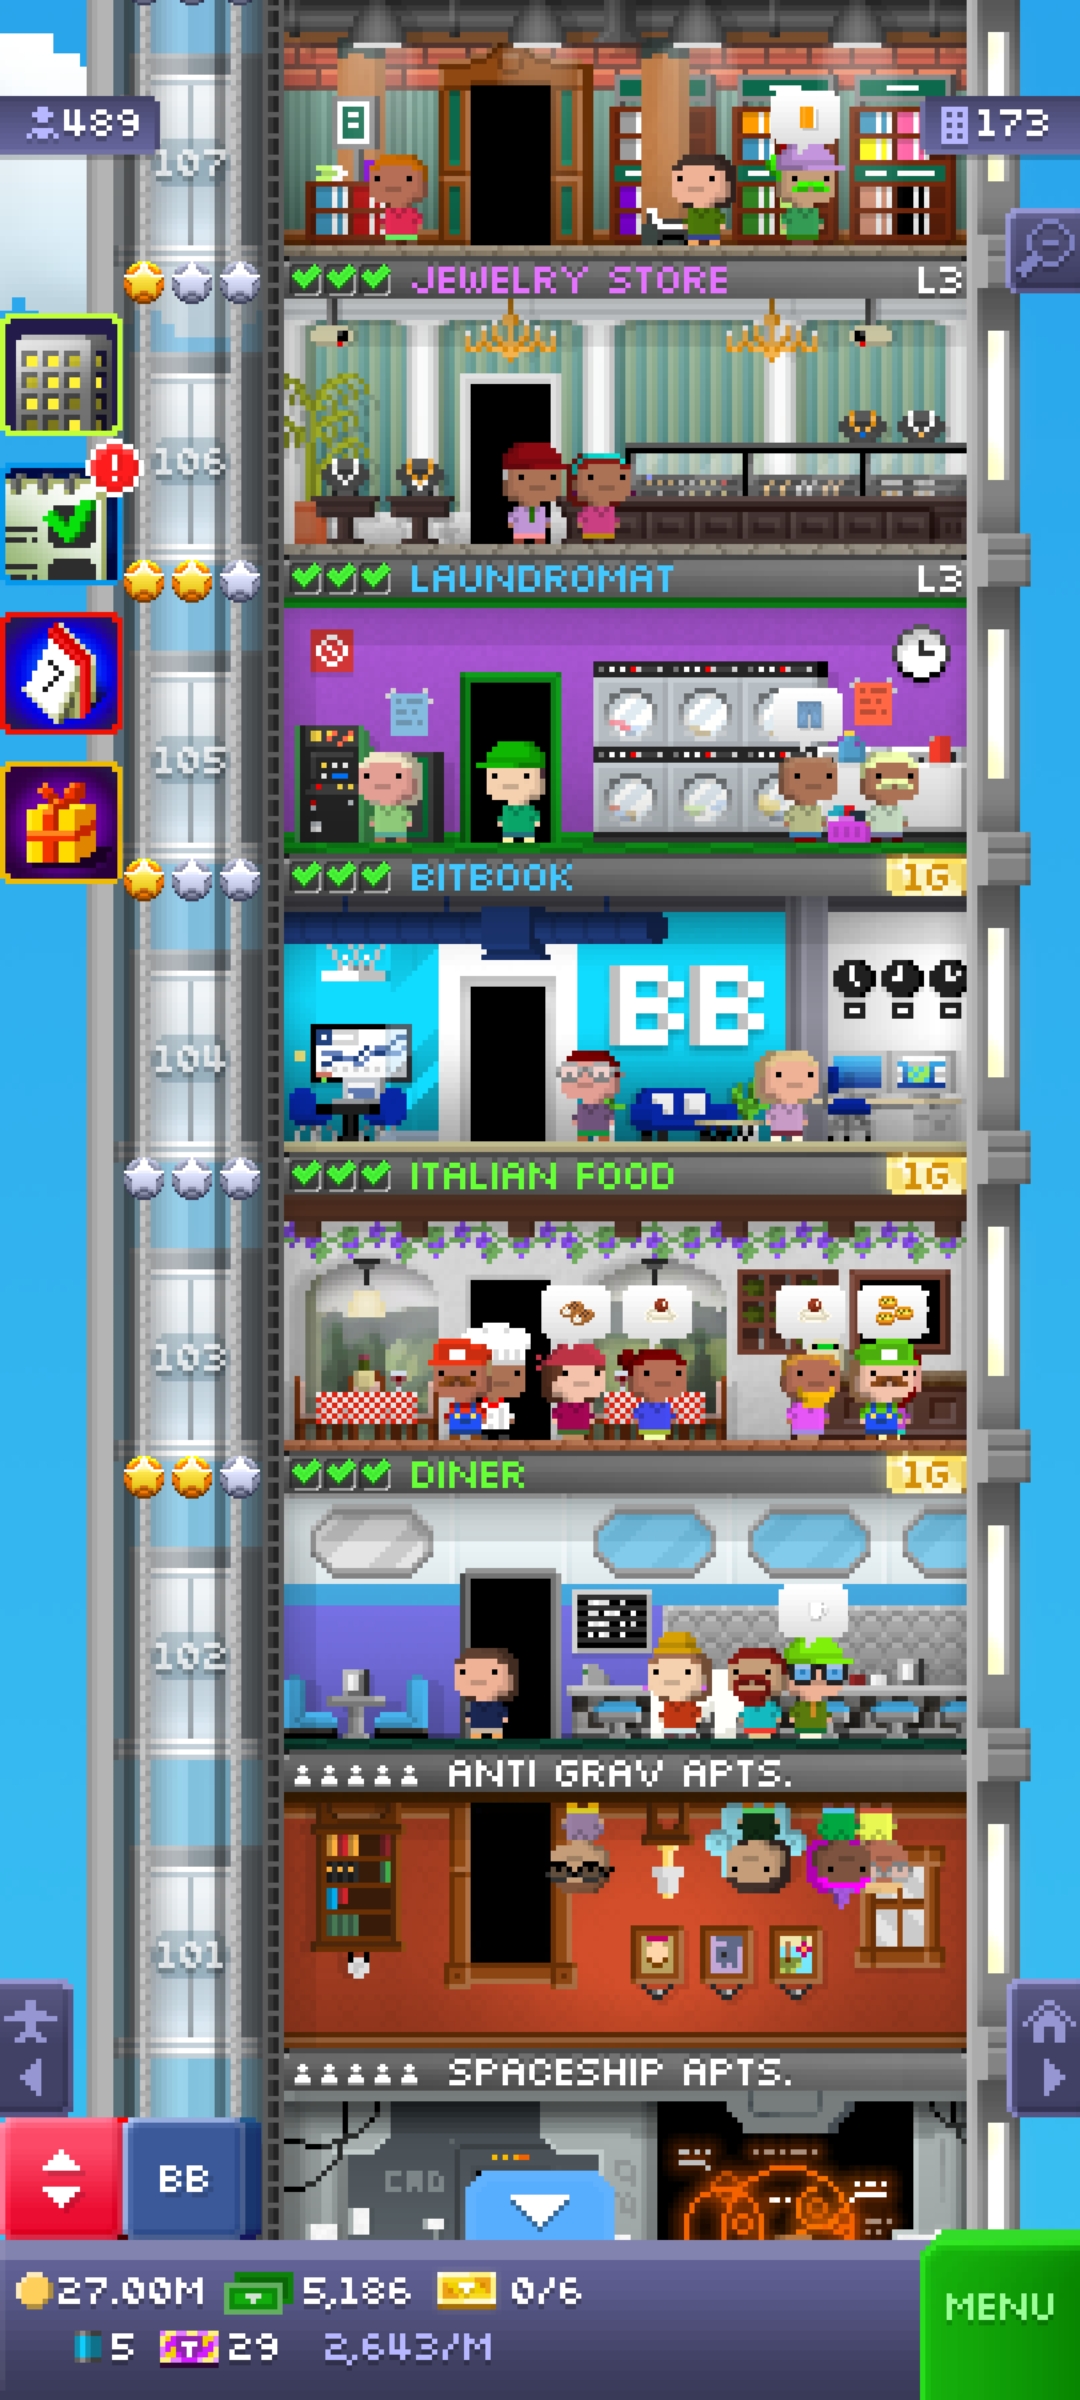 489
173
107
JEWELRY STORE L3
106
LAUNDROMAT L3
105
BITBOOK 1G
BB
104
ITALIAN FOOD 1G
103
DINER 1G
102
ANTI GRAV APTS.
101
SPACESHIP APTS.
CRD
BB
27.00M 5,186 0/6
MENU
5 T 29 2,643/M